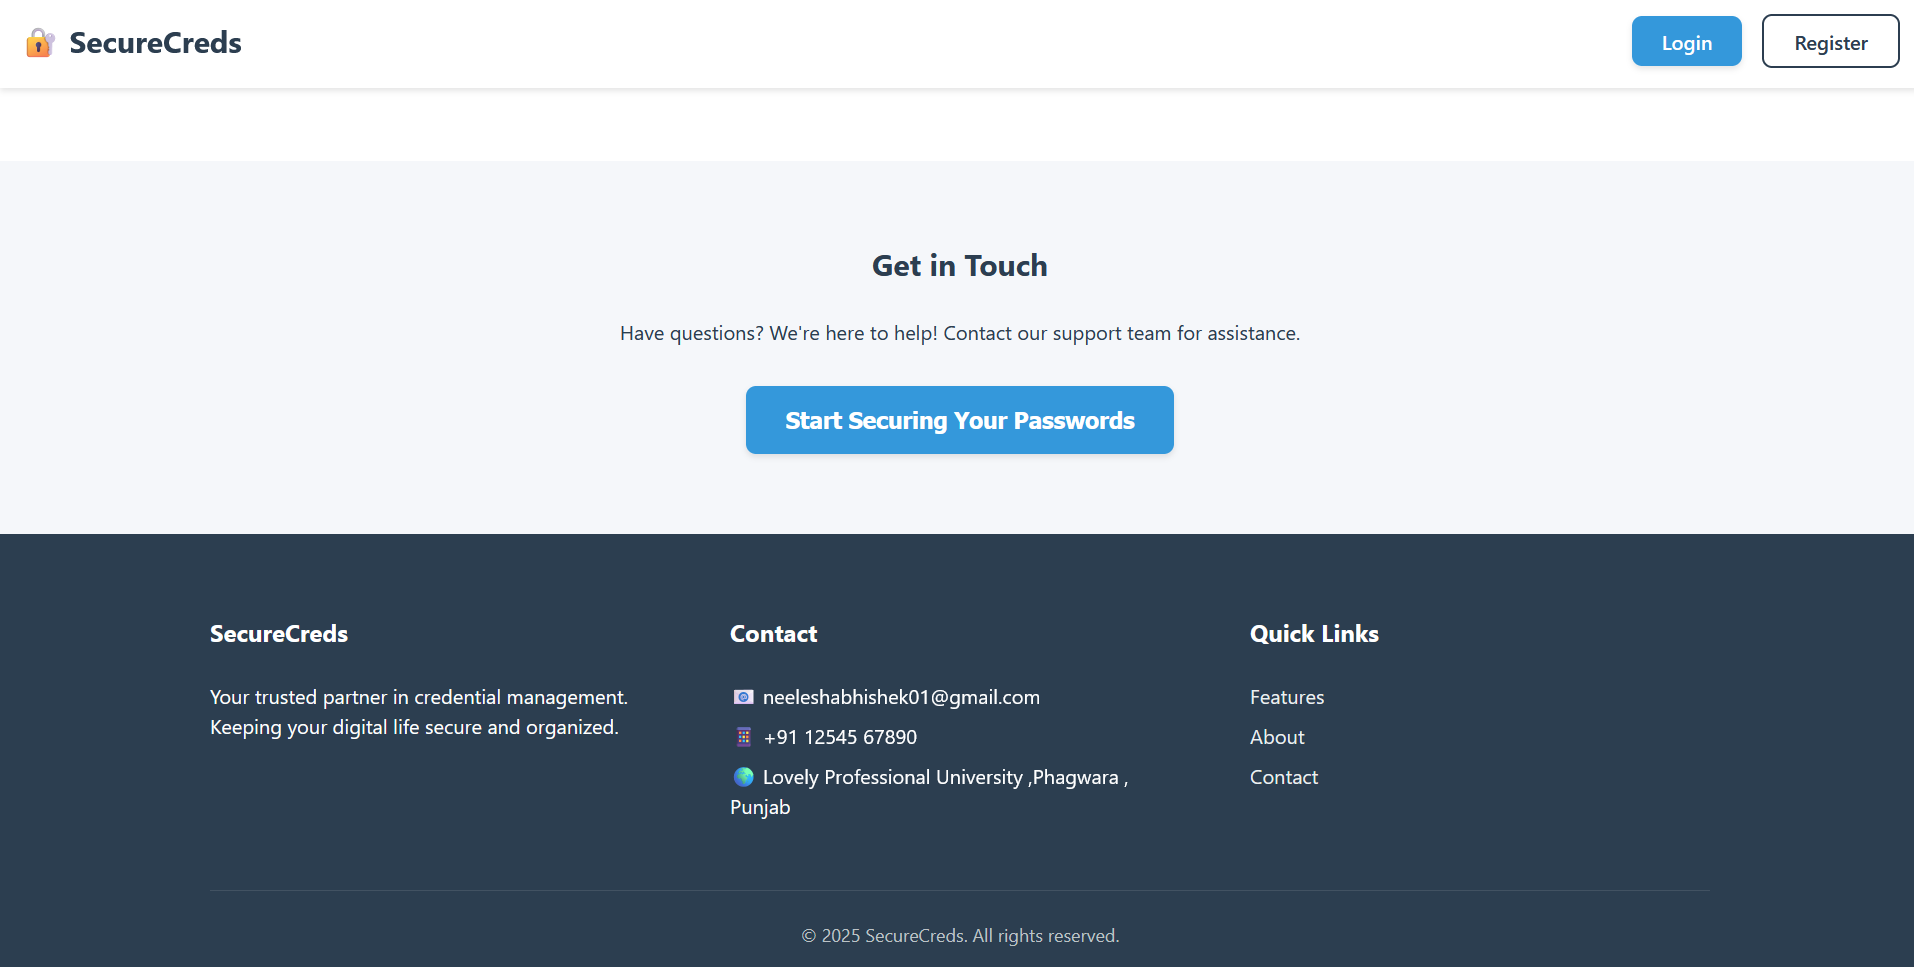 SecureCreds
Login
Register
Get in Touch
Have questions? We're here to help! Contact our support team for assistance.
Start Securing Your Passwords
SecureCreds
Your trusted partner in credential management.
Keeping your digital life secure and organized.
Contact
neeleshabhishek01@gmail.com
+91 12545 67890
Lovely Professional University ,Phagwara ,
Punjab
Quick Links
Features
About
Contact
© 2025 SecureCreds. All rights reserved.